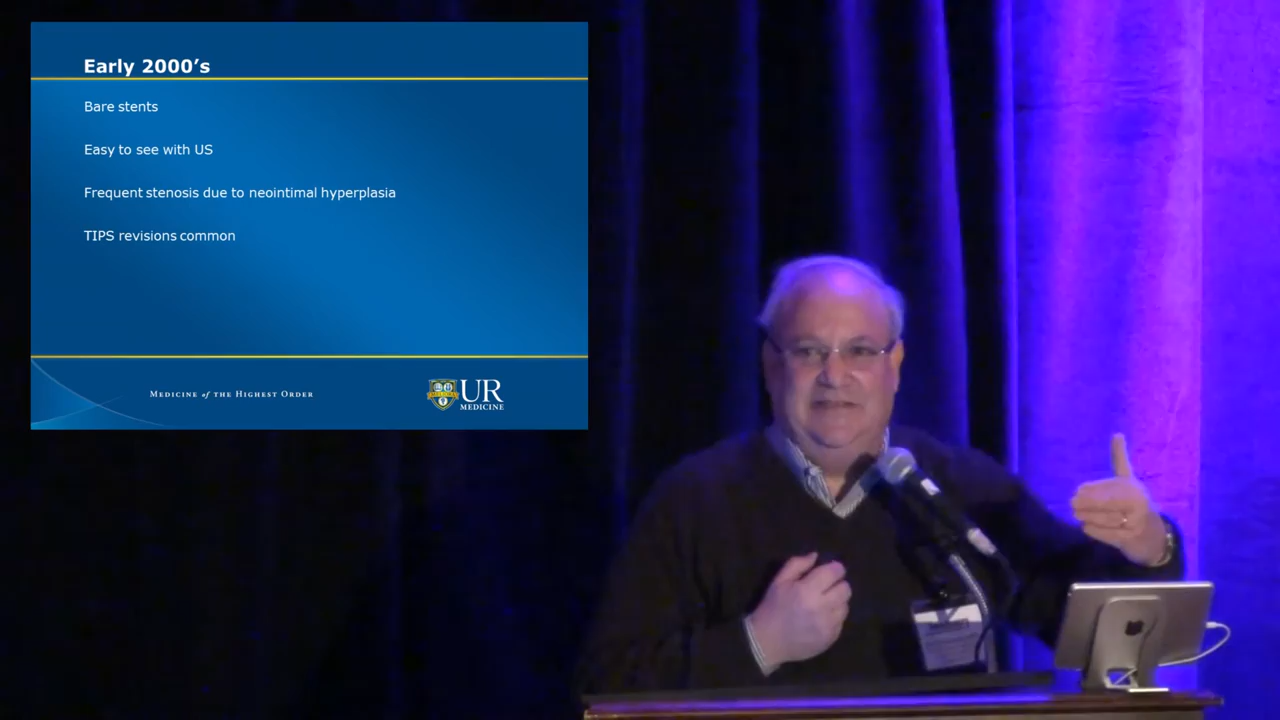 Early 2000's
Bare stents
Easy to see with US
Frequent stenosis due to neointimal hyperplasia
TIPS revisions common
MEDICINE of the HIGHEST ORDER
UR
MEDICINE